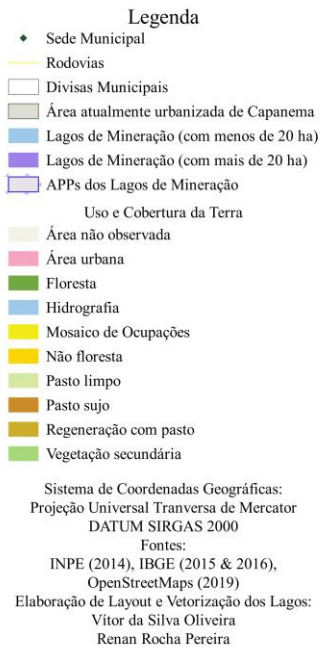 Legenda
Sede Municipal
Rodovias
Divisas Municipais
Área atualmente urbanizada de Capanema
Lagos de Mineração (com menos de 20 ha)
Lagos de Mineração (com mais de 20 ha)
APPs dos Lagos de Mineração
Uso e Cobertura da Terra
Área não observada
Área urbana
Floresta
Hidrografia
Mosaico de Ocupações
Não floresta
Pasto limpo
Pasto sujo
Regeneração com pasto
Vegetação secundária
Sistema de Coordenadas Geográficas:
Projeção Universal Tranversa de Mercator
DATUM SIRGAS 2000
Fontes:
INPE (2014), IBGE (2015 & 2016),
OpenStreetMaps (2019)
Elaboração de Layout e Vetorização dos Lagos:
Vítor da Silva Oliveira
Renan Rocha Pereira